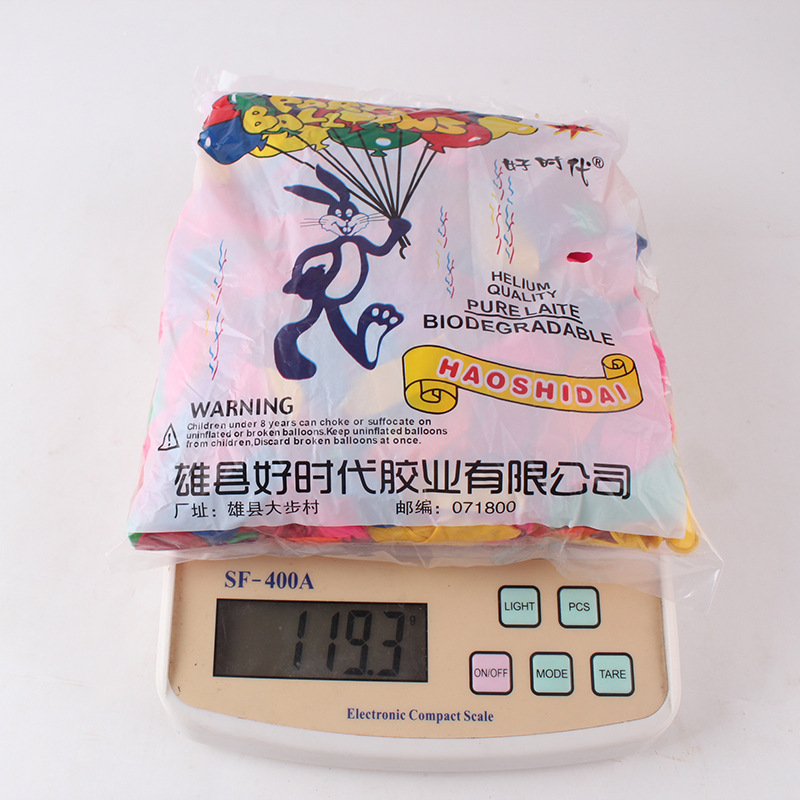 PARTY
BALLOONS
好时代®
HELIUM
QUALITY
PURE LAITE
BIODEGRADABLE
HAOSHIDAI
WARNING
Children under 8 years can choke or suffocate on
uninflated or broken balloons.Keep uninflated balloons
from children,Discard broken balloons at once.
雄县好时代胶业有限公司
厂址: 雄县大步村 邮编: 071800
SF-400A
119.3 g
LIGHT PCS
ON/OFF MODE TARE
Electronic Compact Scale